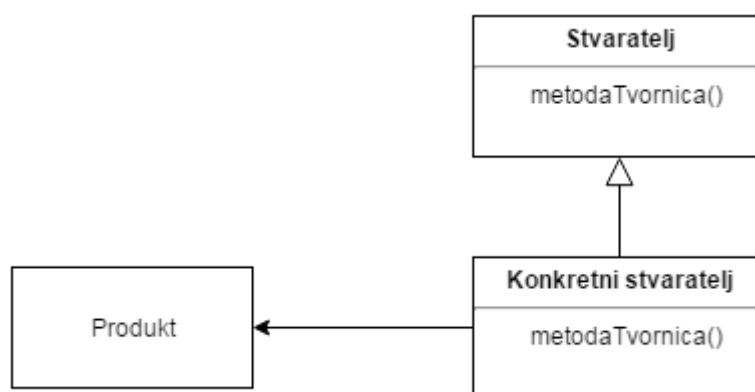 Stvaratelj
metodaTvornica()
Konkretni stvaratelj
Produkt
metodaTvornica()